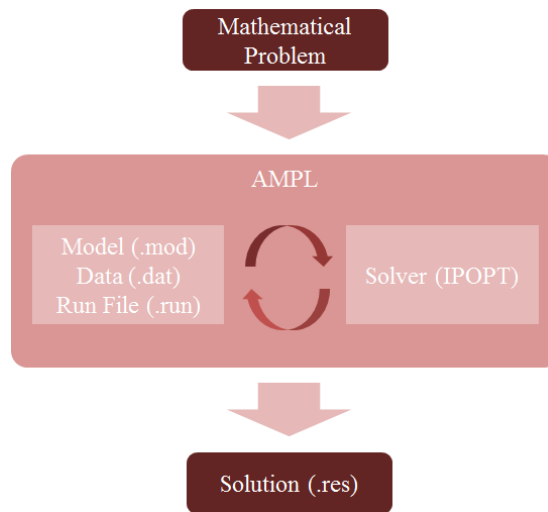 Mathematical
Problem
AMPL
Model (.mod)
Data (.dat)
Run File (.run)
Solver (IPOPT)
Solution (.res)